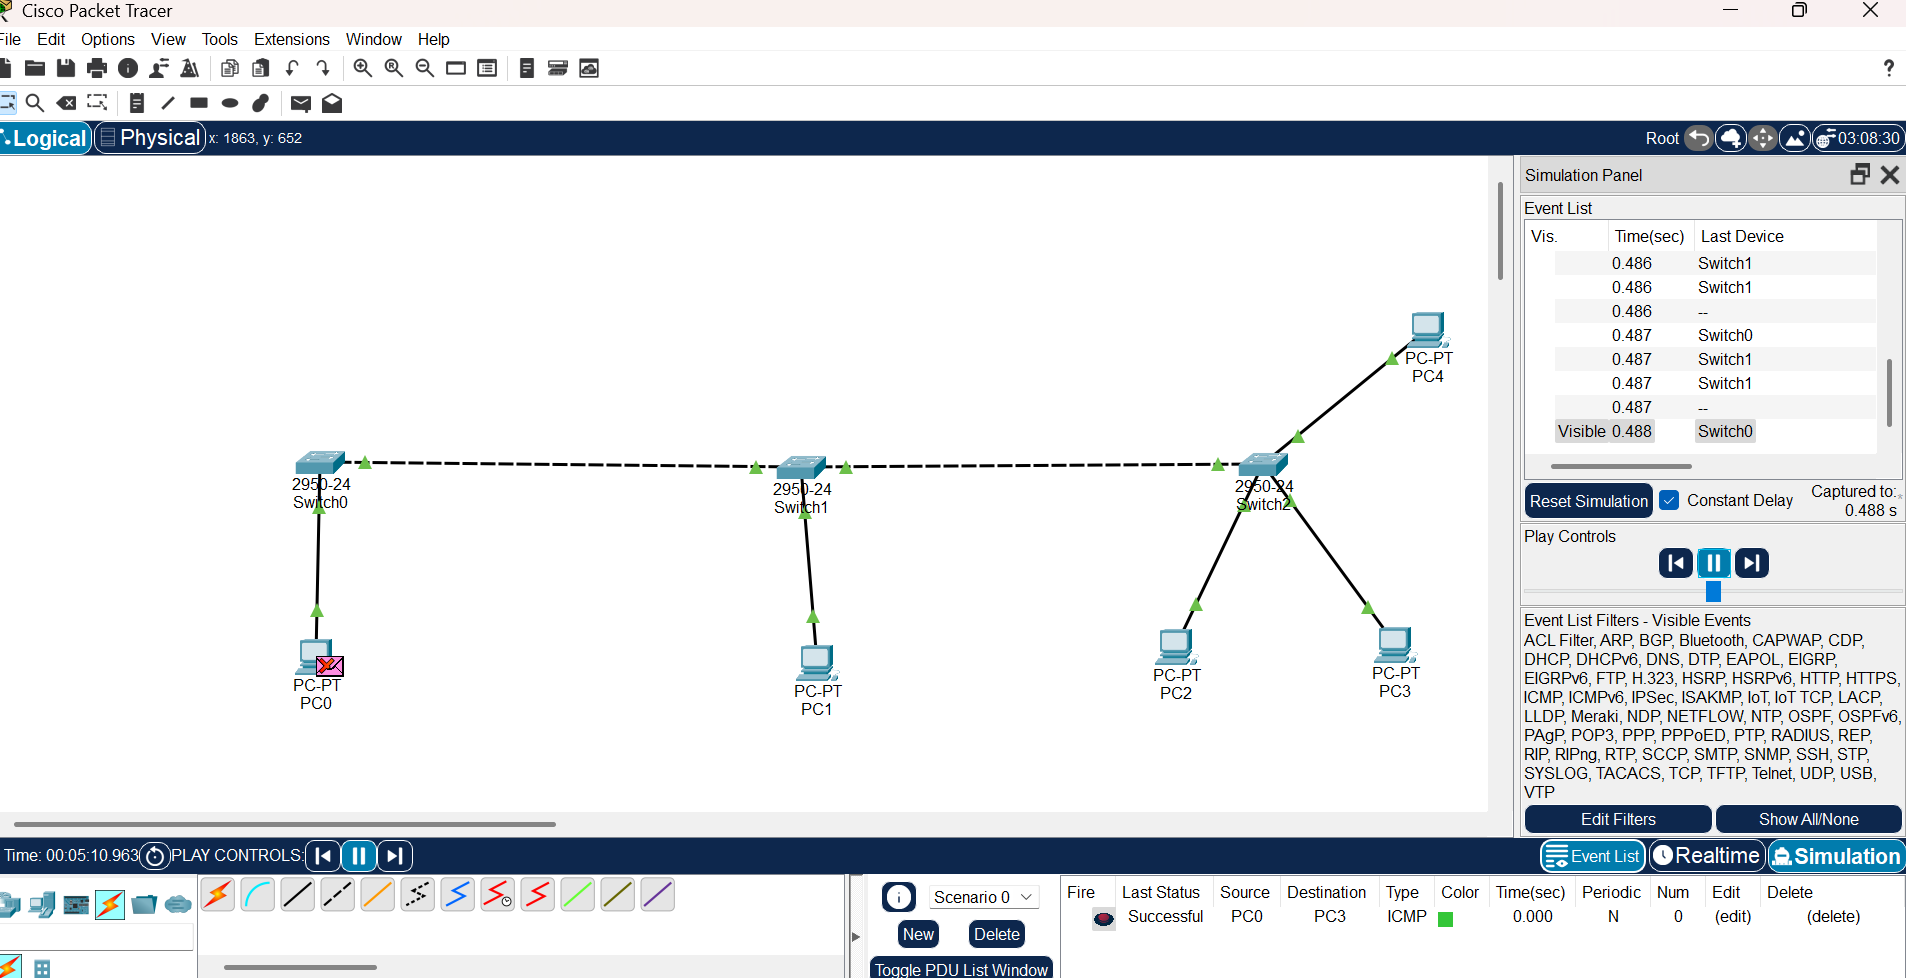 Cisco Packet Tracer
File Edit Options View Tools Extensions Window Help
?
Logical Physical x: 1863, y: 652
Root 03:08:30
PC-PT
PC4
2950-24
Switch0
2950-24
Switch1
2950-24
Switch2
PC-PT
PC0
PC-PT
PC1
PC-PT
PC2
PC-PT
PC3
Simulation Panel
Event List
Vis. Time(sec) Last Device
0.486 Switch1
0.486 Switch1
0.486 --
0.487 Switch0
0.487 Switch1
0.487 Switch1
0.487 --
Visible 0.488 Switch0
Reset Simulation Constant Delay Captured to:
0.488 s
Play Controls
Event List Filters - Visible Events
ACL Filter, ARP, BGP, Bluetooth, CAPWAP, CDP,
DHCP, DHCPv6, DNS, DTP, EAPOL, EIGRP,
EIGRPv6, FTP, H.323, HSRP, HSRPv6, HTTP, HTTPS,
ICMP, ICMPv6, IPSec, ISAKMP, IoT, IoT TCP, LACP,
LLDP, Meraki, NDP, NETFLOW, NTP, OSPF, OSPFv6,
PAgP, POP3, PPP, PPPoED, PTP, RADIUS, REP,
RIP, RIPng, RTP, SCCP, SMTP, SNMP, SSH, STP,
SYSLOG, TACACS, TCP, TFTP, Telnet, UDP, USB,
VTP
Edit Filters Show All/None
Time: 00:05:10.963 PLAY CONTROLS:
Event List Realtime Simulation
Scenario 0
New Delete
Toggle PDU List Window
Fire Last Status Source Destination Type Color Time(sec) Periodic Num Edit Delete
Successful PC0 PC3 ICMP 0.000 N 0 (edit) (delete)